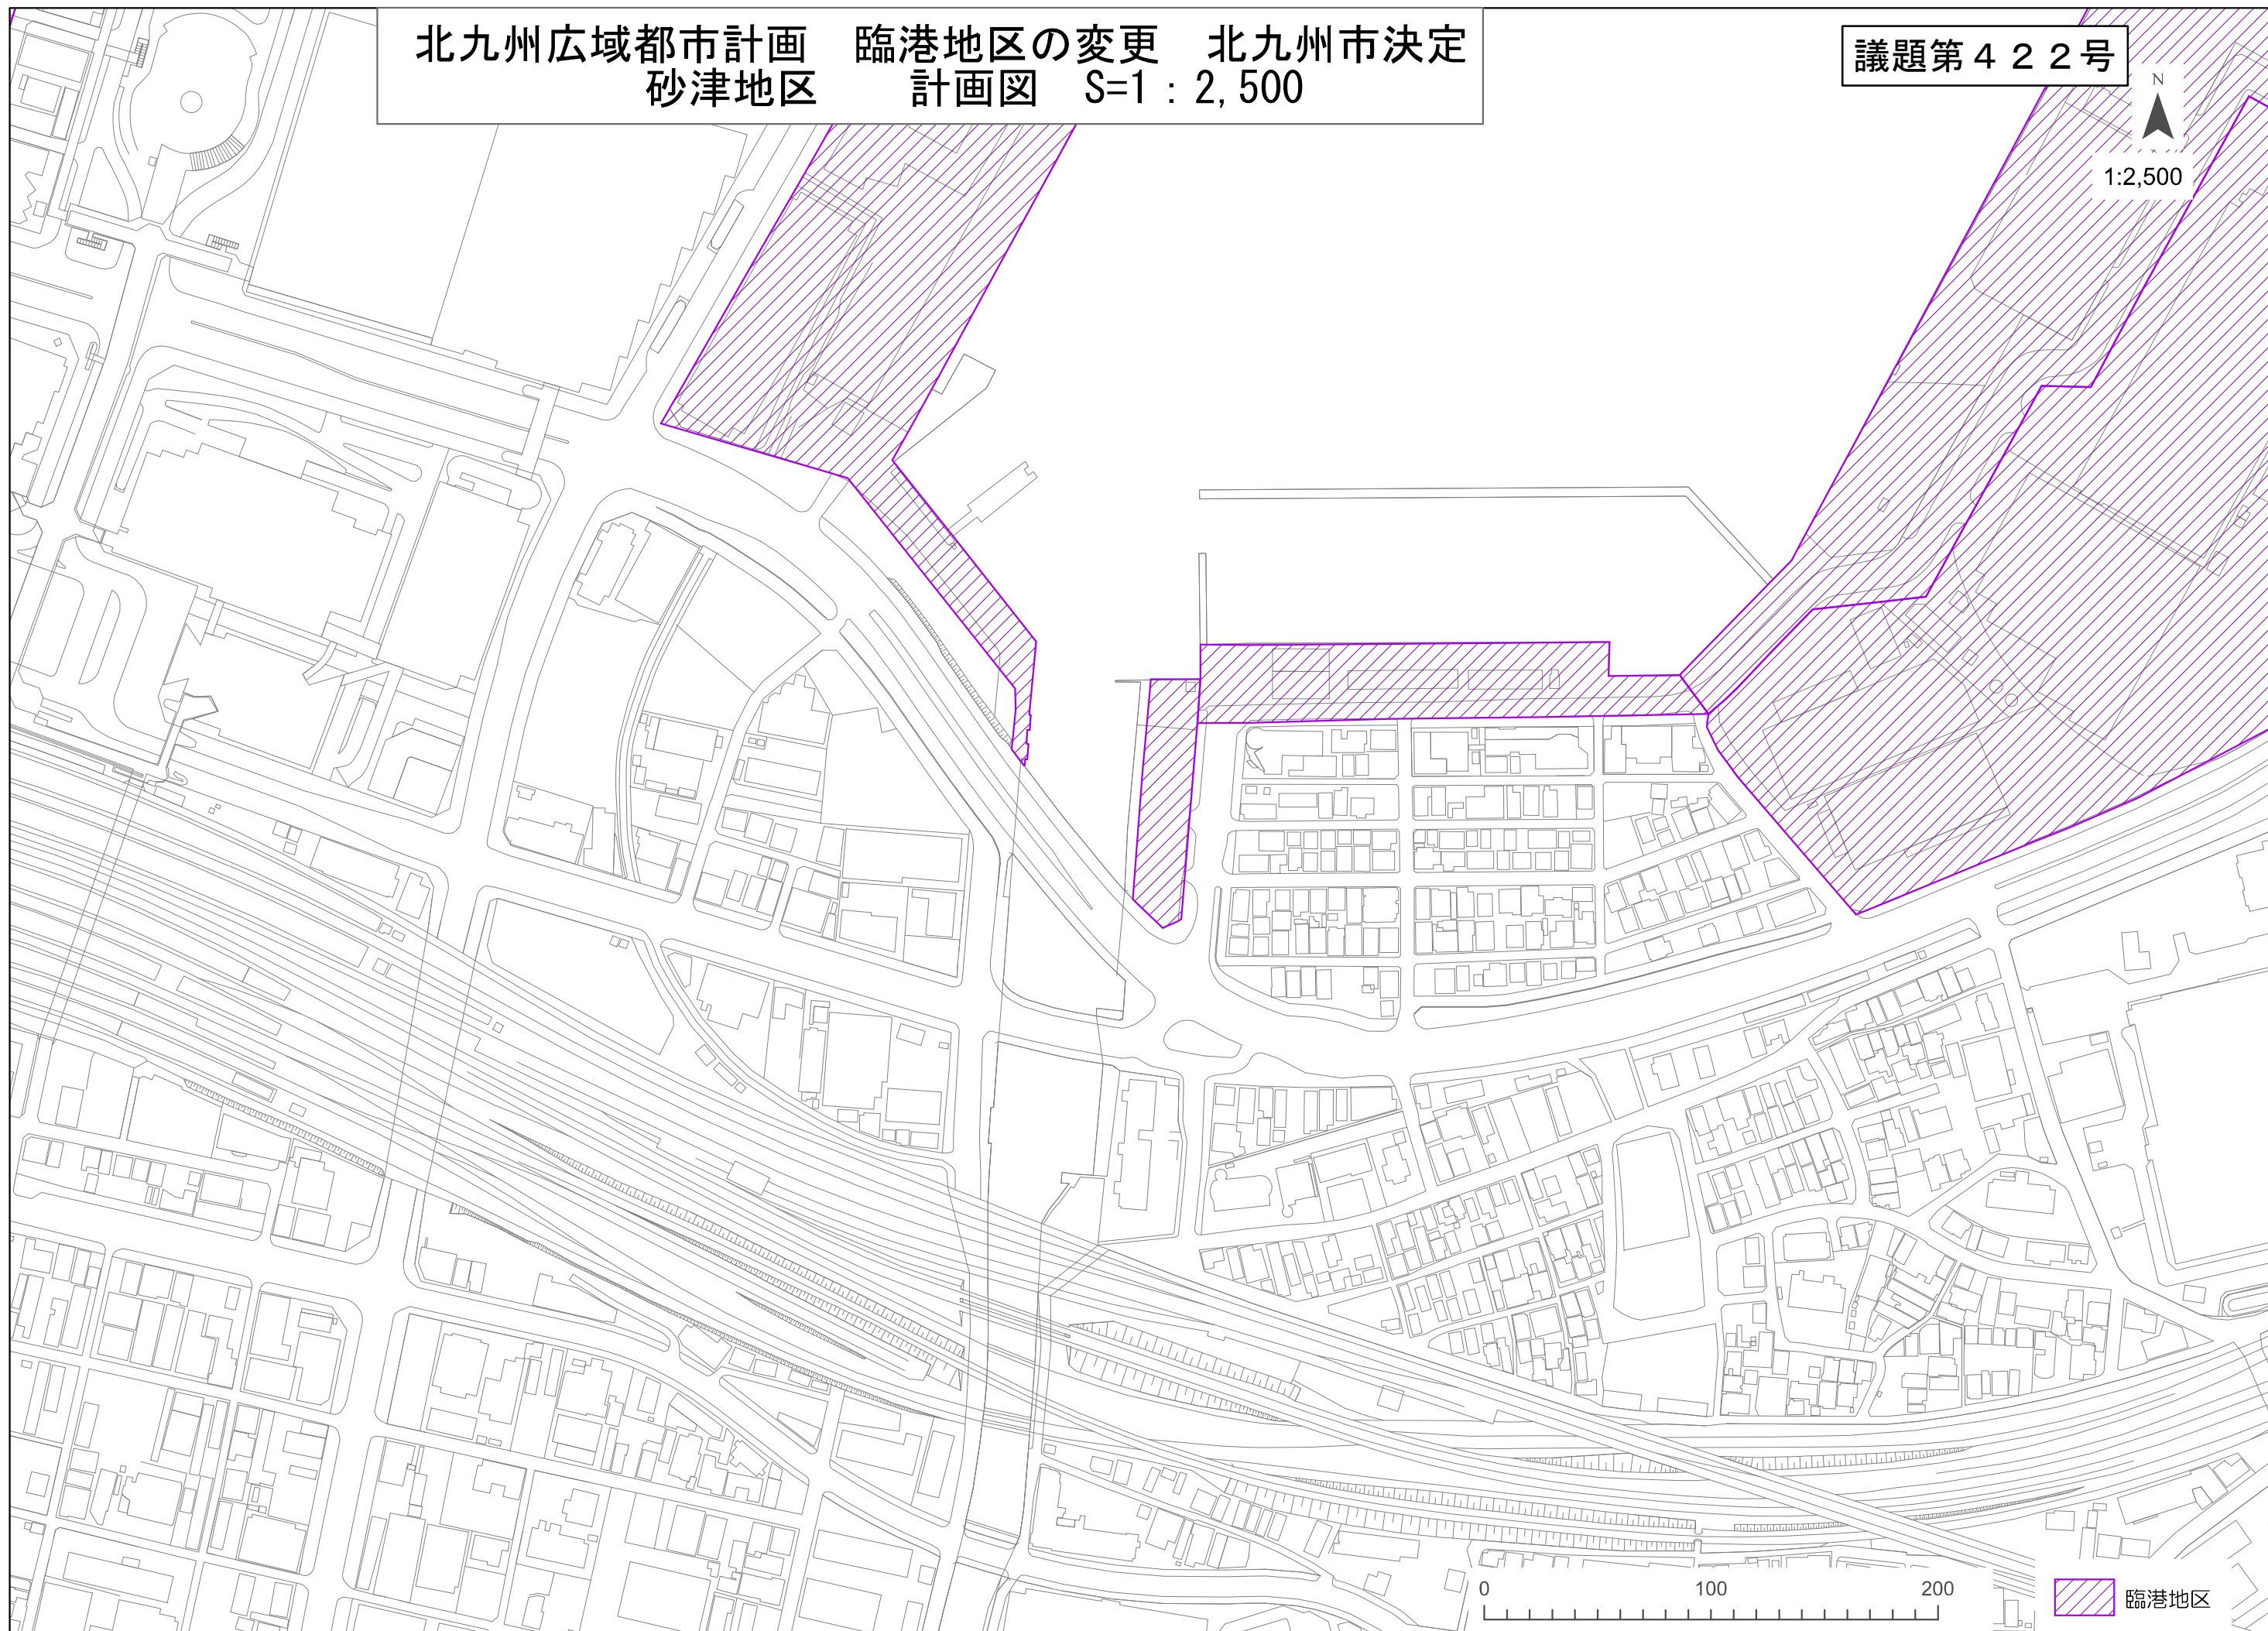 北九州広域都市計画　臨港地区の変更　北九州市決定
砂津地区　　計画図　S=1：2,500
議題第４２２号
N
1:2,500
0 100 200
臨港地区